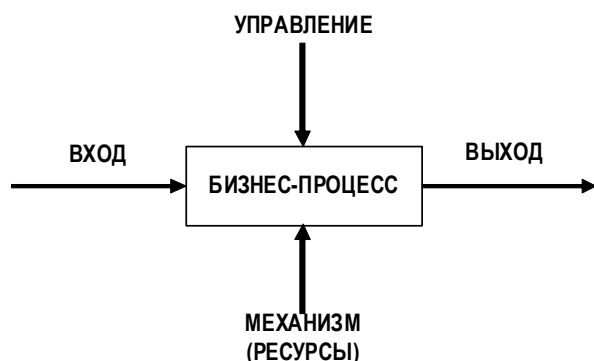 УПРАВЛЕНИЕ
ВХОД
БИЗНЕС-ПРОЦЕСС
ВЫХОД
МЕХАНИЗМ
(РЕСУРСЫ)